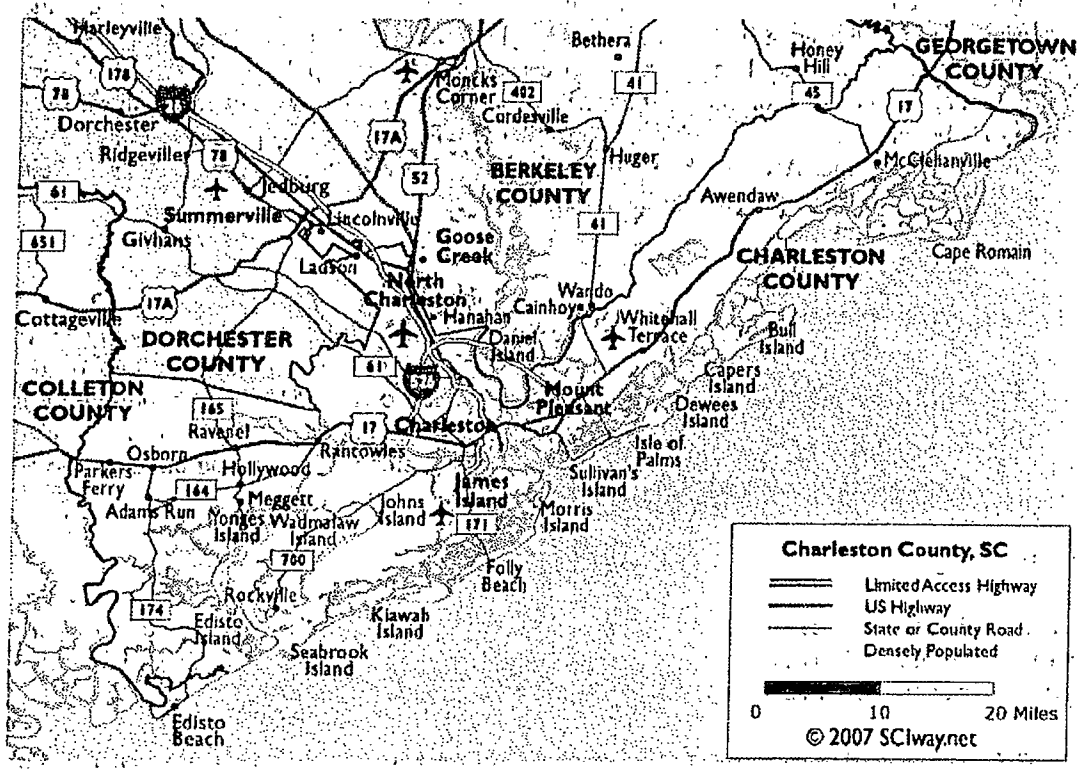 Harleyville
Bethera
Honey
Hill
GEORGETOWN
COUNTY
178
78
Moncks
Corner
402
41
45
17
Dorchester
Cordesville
17A
Ridgeville
78
BERKELEY
COUNTY
Huger
McClellanville
52
61
Jedburg
Awendaw
Summerville
Lincolnville
41
651
Givhans
Goose
Creek
CHARLESTON
COUNTY
Cape Romain
Ladson
North
Charleston
17A
Wando
Cainhoy
Cottageville
Hanahan
Whitehall
Terrace
Bull
Island
DORCHESTER
COUNTY
Daniel
Island
61
Capers
Island
COLLETON
COUNTY
Mount
Pleasant
Dewees
Island
165
Ravenel
17
Charleston
Rantowles
Isle of
Palms
Osborn
Parkers
Ferry
Hollywood
Sullivan's
Island
164
James
Island
Adams Run
Meggett
Yonges
Island
Wadmalaw
Island
Johns
Island
171
Morris
Island
700
Folly
Beach
Rockville
174
Kiawah
Island
Edisto
Island
Seabrook
Island
Edisto
Beach
Charleston County, SC
Limited Access Highway
US Highway
State or County Road
Densely Populated
0 10 20 Miles
© 2007 SCIway.net